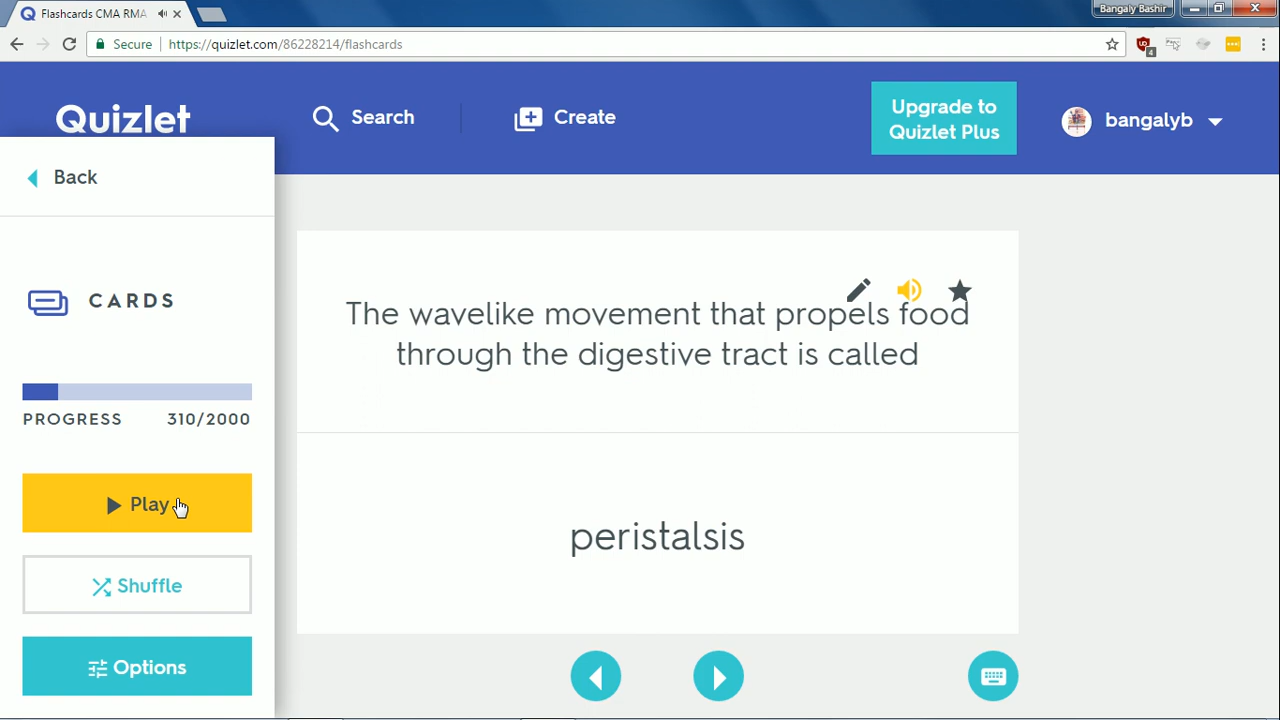 Flashcards CMA RMA
Bangaly Bashir
Secure
https://quizlet.com/86228214/flashcards
4
Quizlet
Search
Create
Upgrade to
Quizlet Plus
bangalyb
Back
CARDS
PROGRESS 310/2000
Play
Shuffle
Options
The wavelike movement that propels food
through the digestive tract is called
peristalsis